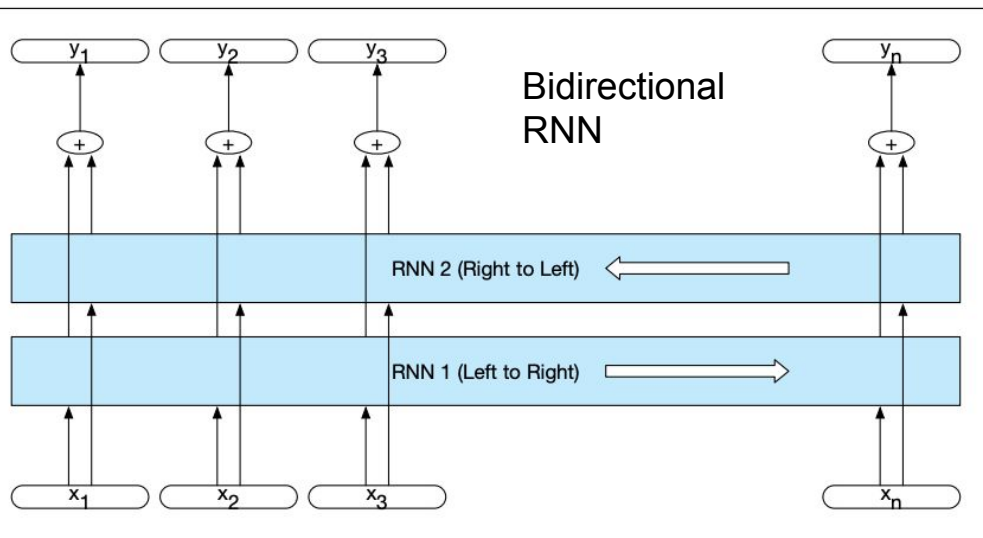 y1 y2 y3 yn
Bidirectional
RNN
+ + + +
RNN 2 (Right to Left)
RNN 1 (Left to Right)
x1 x2 x3 xn